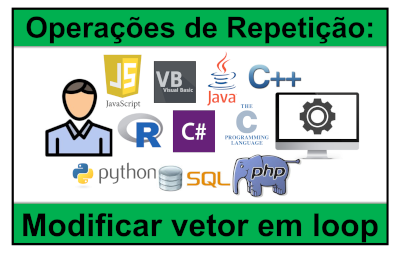 Operações de Repetição:
JS
JavaScript
VB
Visual Basic
Java
C++
R
C#
THE
C
PROGRAMMING
LANGUAGE
python
SQL
php
Modificar vetor em loop